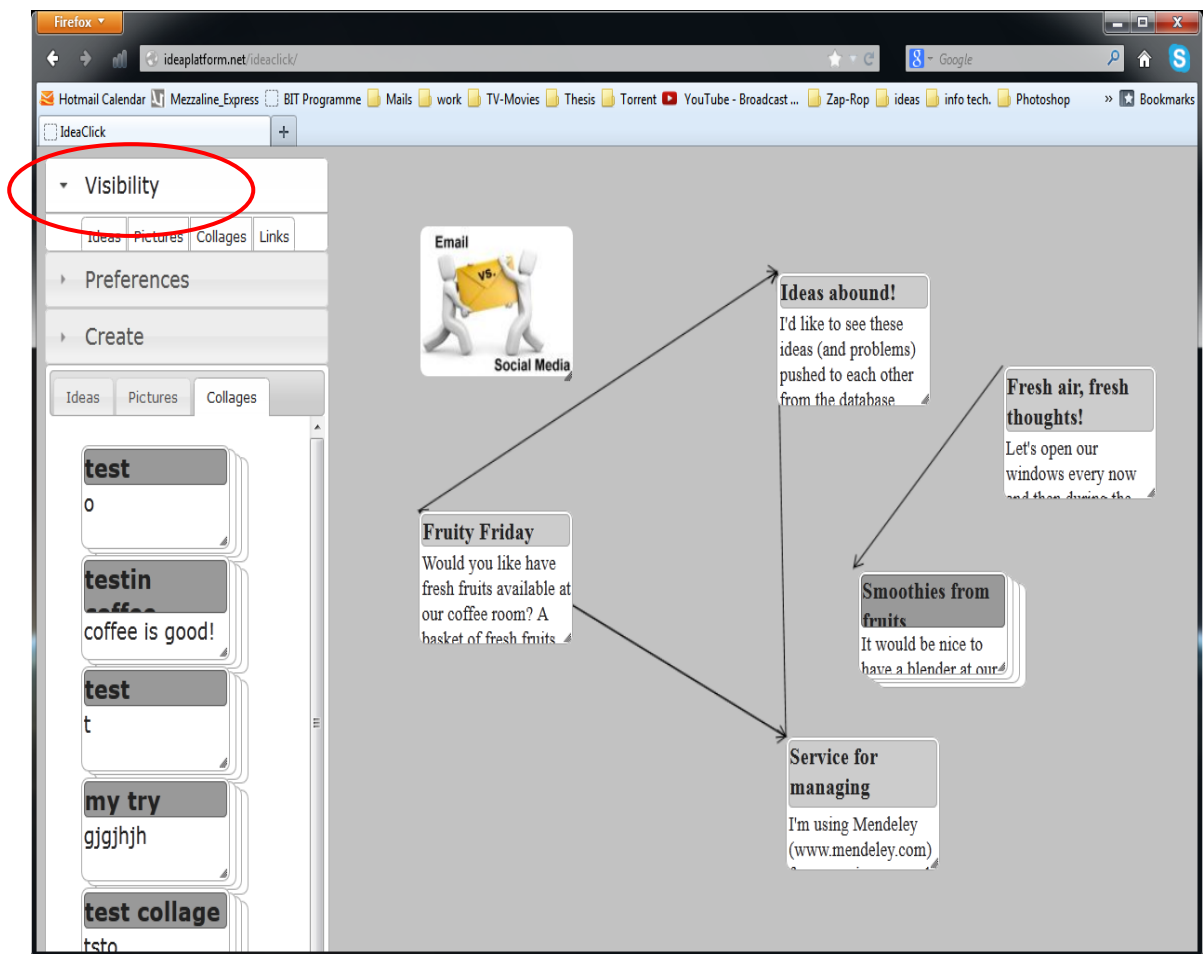 Firefox
ideaplatform.net/ideaclick/
Google
Hotmail Calendar Mezzaline_Express BIT Programme Mails work TV-Movies Thesis Torrent YouTube - Broadcast ... Zap-Rop ideas info tech. Photoshop » Bookmarks
IdeaClick
Visibility
Ideas Pictures Collages Links
Preferences
Create
Ideas Pictures Collages
test
o
testin
coffee
coffee is good!
test
t
my try
gjgjhjh
test collage
tsto
Email
vs.
Social Media
Ideas abound!
I'd like to see these
ideas (and problems)
pushed to each other
from the database
Fresh air, fresh
thoughts!
Let's open our
windows every now
and then during the
Fruity Friday
Would you like have
fresh fruits available at
our coffee room? A
basket of fresh fruits
Smoothies from
fruits
It would be nice to
have a blender at our
Service for
managing
I'm using Mendeley
(www.mendeley.com)